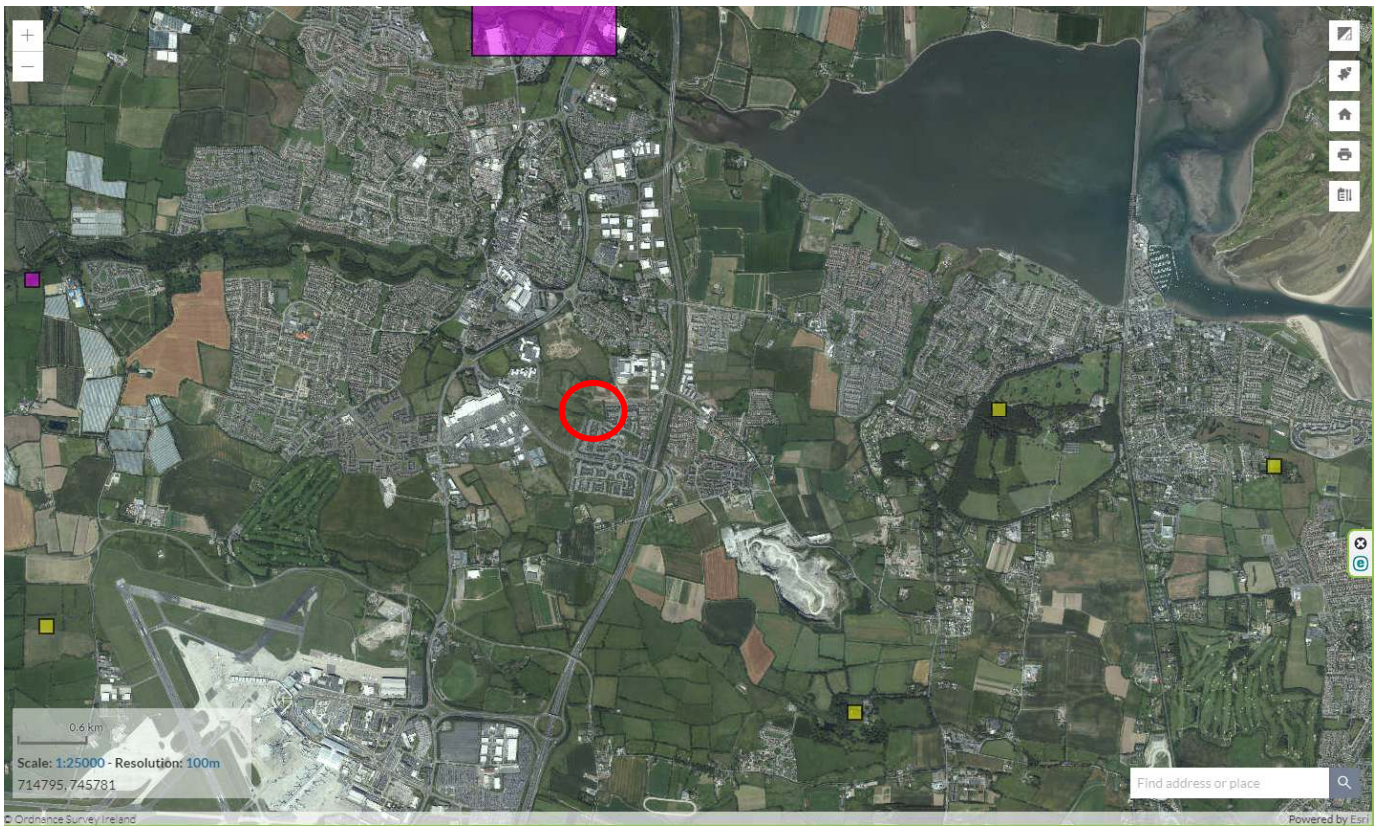 0.6 km
Scale: 1:25000 - Resolution: 100m
714795, 745781
Find address or place
© Ordnance Survey Ireland
Powered by Esri